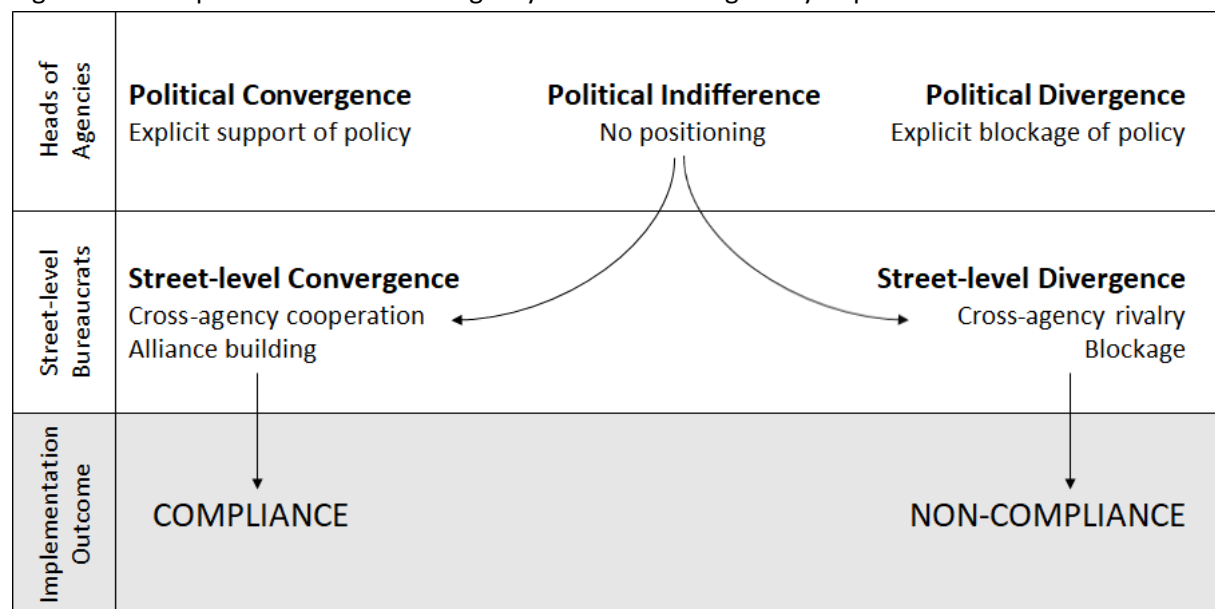 Heads of
Agencies
Political Convergence
Explicit support of policy
Political Indifference
No positioning
Political Divergence
Explicit blockage of policy
Street-level
Bureaucrats
Street-level Convergence
Cross-agency cooperation
Alliance building
Street-level Divergence
Cross-agency rivalry
Blockage
Implementation
Outcome
COMPLIANCE
NON-COMPLIANCE